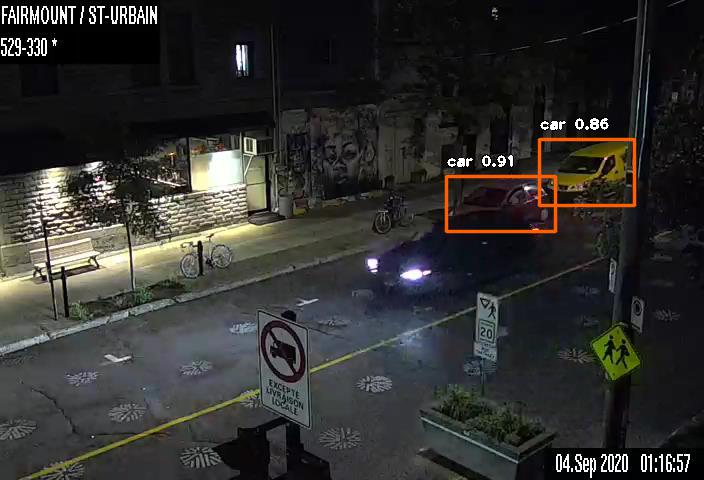 FAIRMOUNT / ST-URBAIN
529-330 *
car 0.86
car 0.91
20
EXCEPTÉ
LIVRAISON
LOCALE
04.Sep 2020 01:16:57